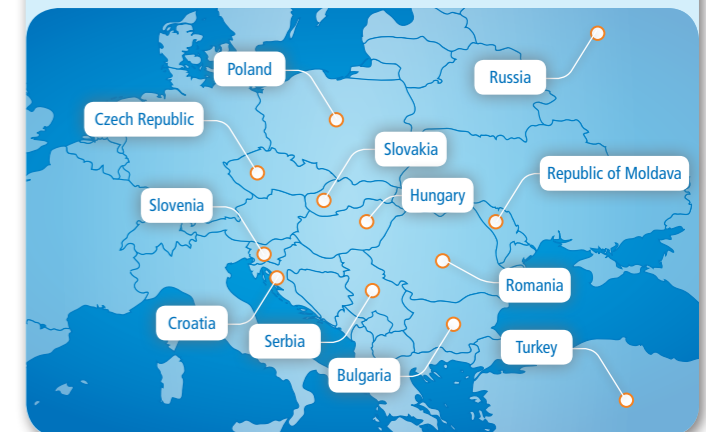 Poland
Russia
Czech Republic
Slovakia
Republic of Moldava
Hungary
Slovenia
Romania
Croatia
Serbia
Turkey
Bulgaria